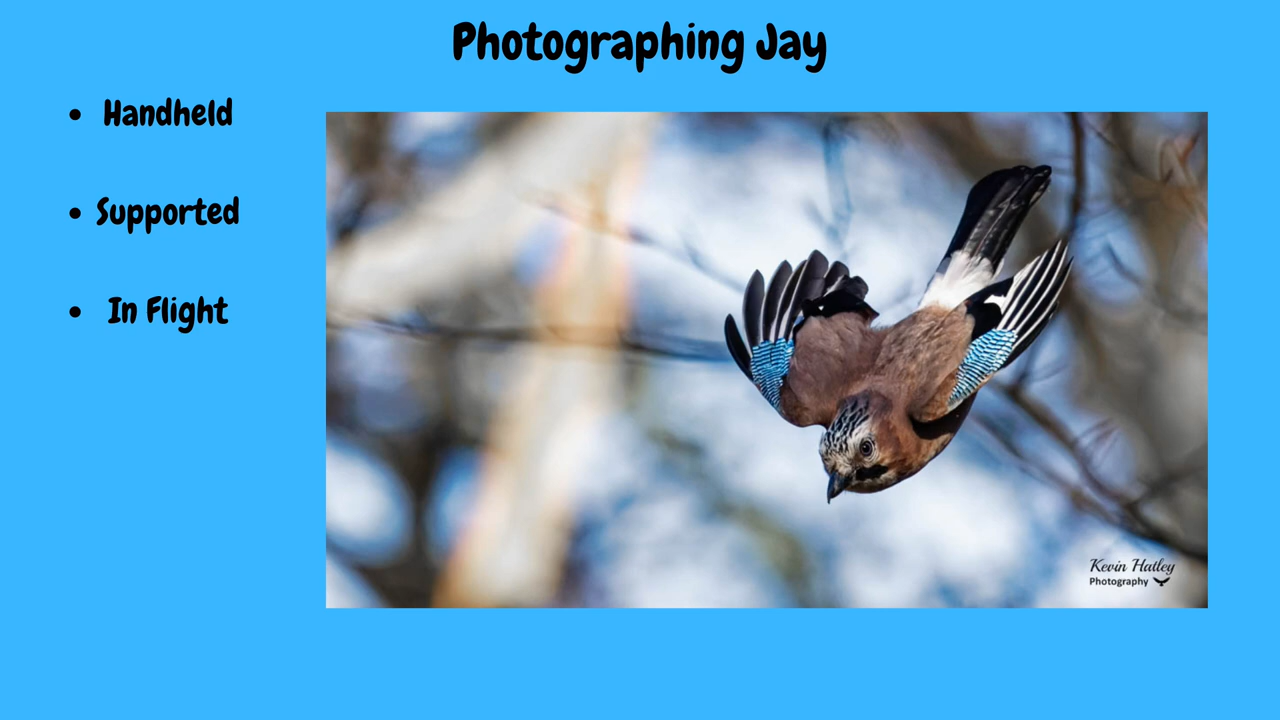 Photographing Jay
• Handheld
• Supported
• In Flight
Kevin Hatley
Photography